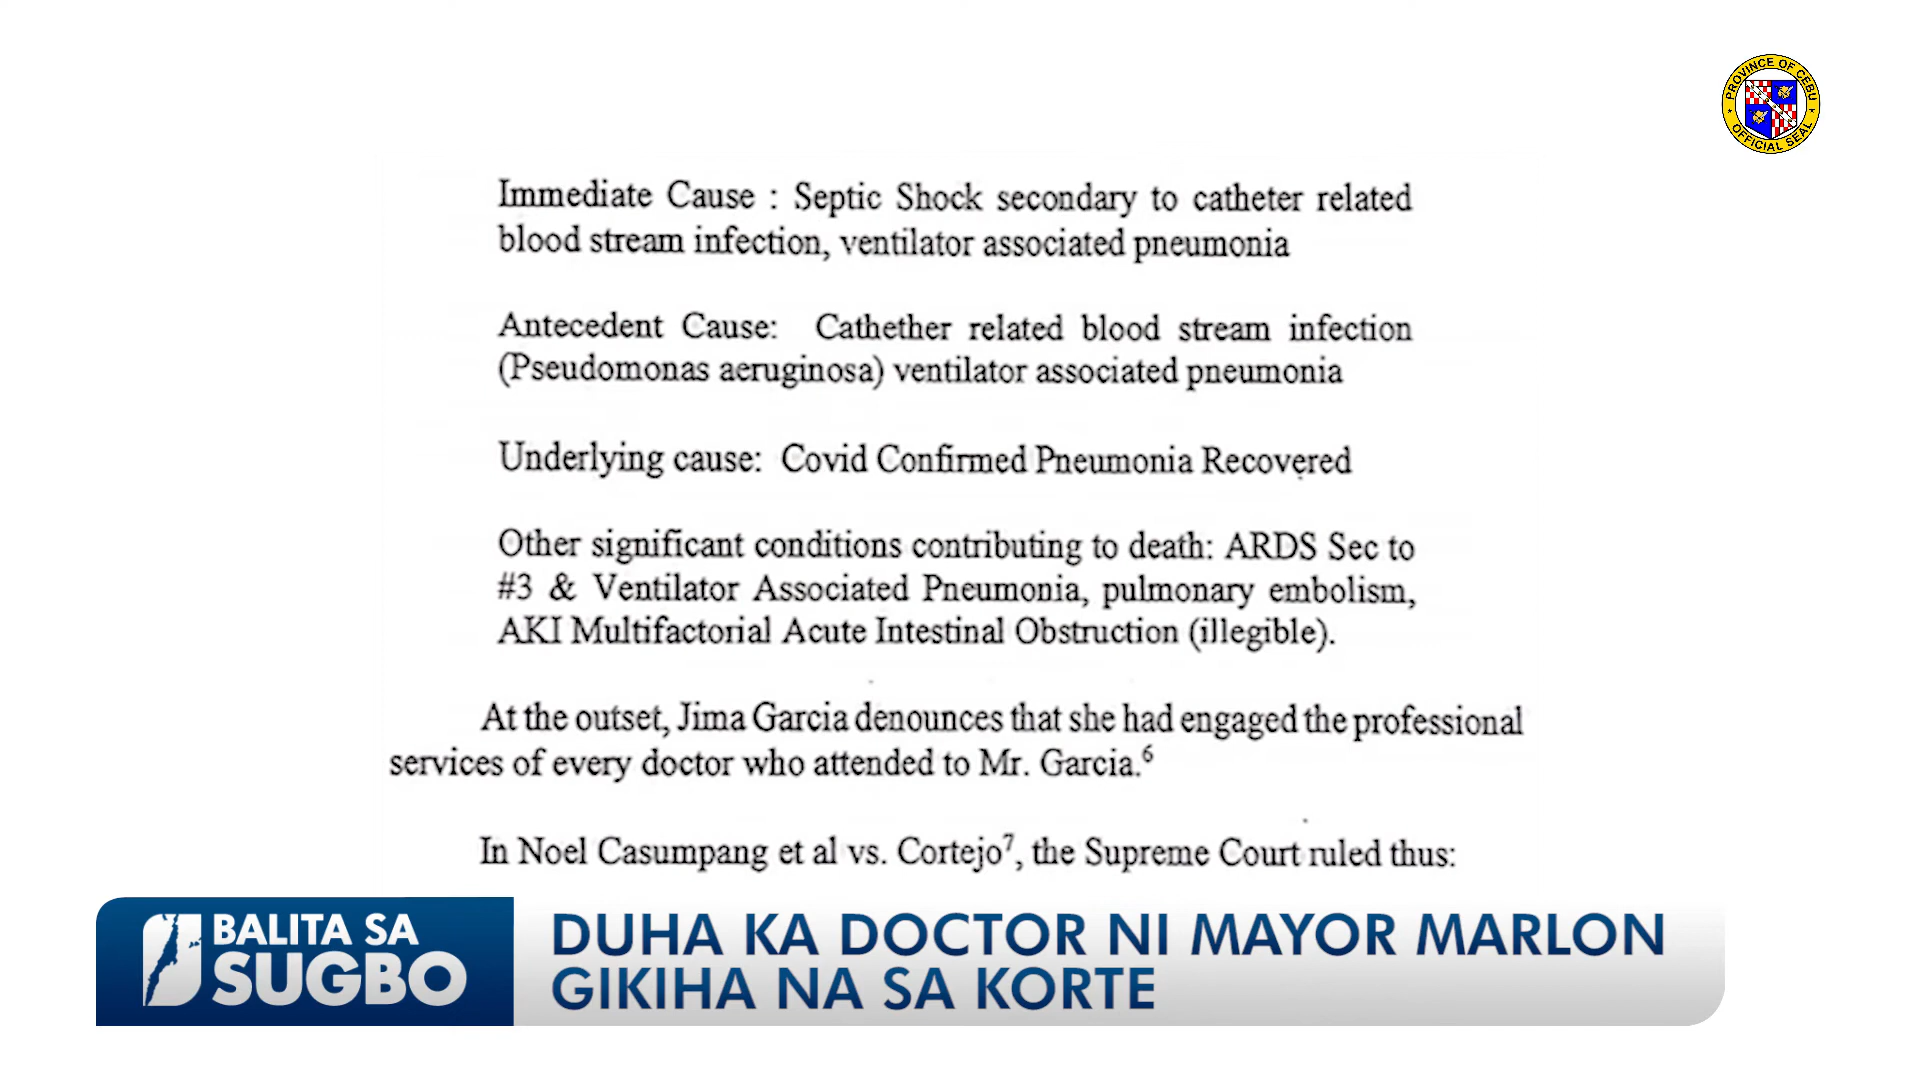 PROVINCE OF CEBU
OFFICIAL SEAL
Immediate Cause : Septic Shock secondary to catheter related
blood stream infection, ventilator associated pneumonia
Antecedent Cause: Cathether related blood stream infection
(Pseudomonas aeruginosa) ventilator associated pneumonia
Underlying cause: Covid Confirmed Pneumonia Recovered
Other significant conditions contributing to death: ARDS Sec to
#3 & Ventilator Associated Pneumonia, pulmonary embolism,
AKI Multifactorial Acute Intestinal Obstruction (illegible).
At the outset, Jima Garcia denounces that she had engaged the professional
services of every doctor who attended to Mr. Garcia.⁶
In Noel Casumpang et al vs. Cortejo⁷, the Supreme Court ruled thus:
BALITA SA
SUGBO
DUHA KA DOCTOR NI MAYOR MARLON
GIKIHA NA SA KORTE